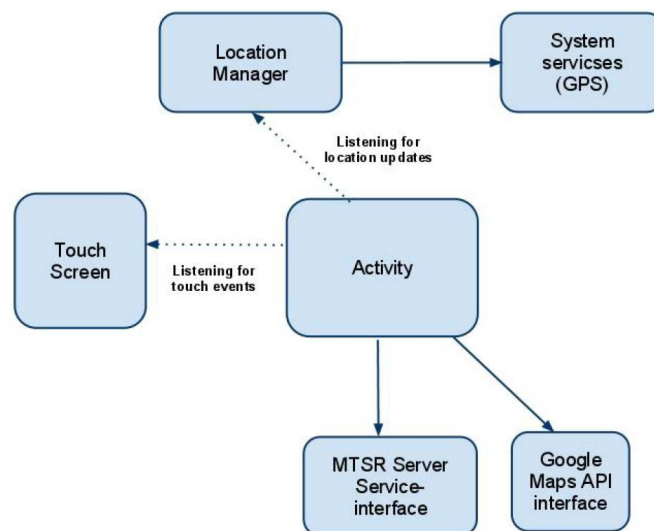 Location
Manager
System
servicses
(GPS)
Listening for
location updates
Touch
Screen
Listening for
touch events
Activity
MTSR Server
Service-
interface
Google
Maps API
interface